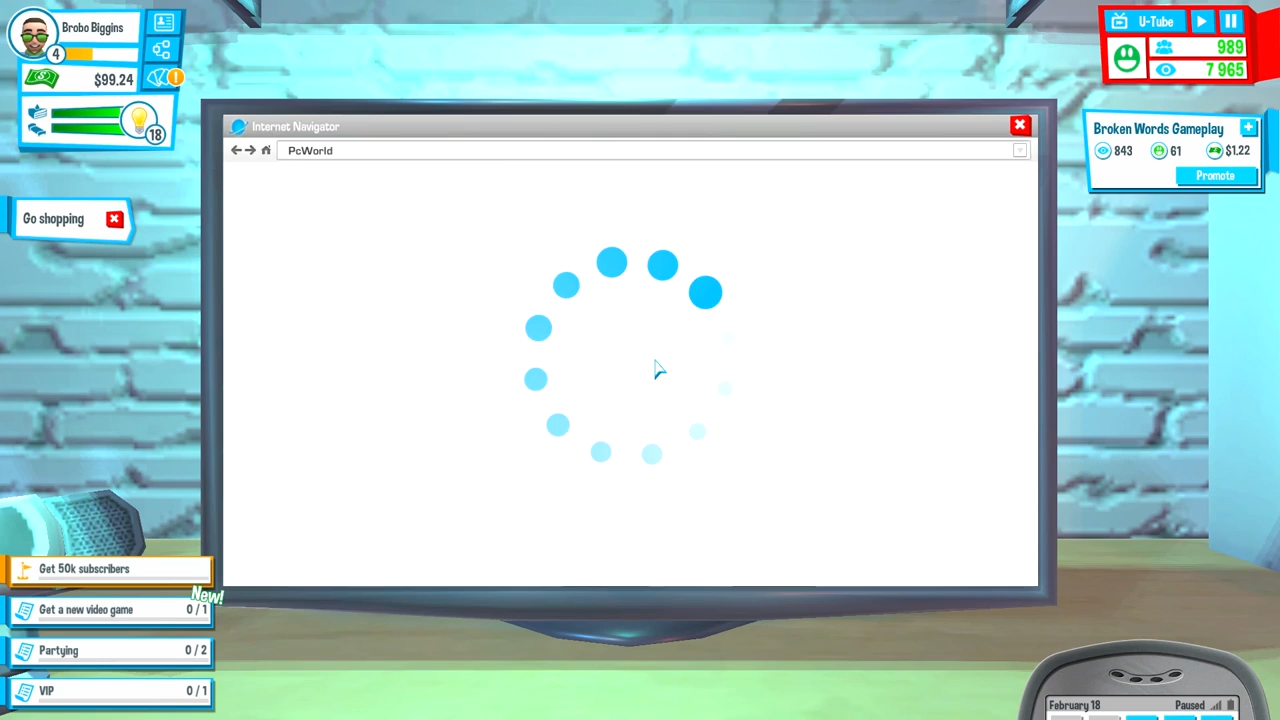 Brobo Biggins
4
$99.24
!
18
Go shopping
Internet Navigator
PcWorld
U-Tube
989
7 965
Broken Words Gameplay
843
61
$1.22
Promote
Get 50k subscribers
New!
Get a new video game
0 / 1
Partying
0 / 2
VIP
0 / 1
February 18
Paused